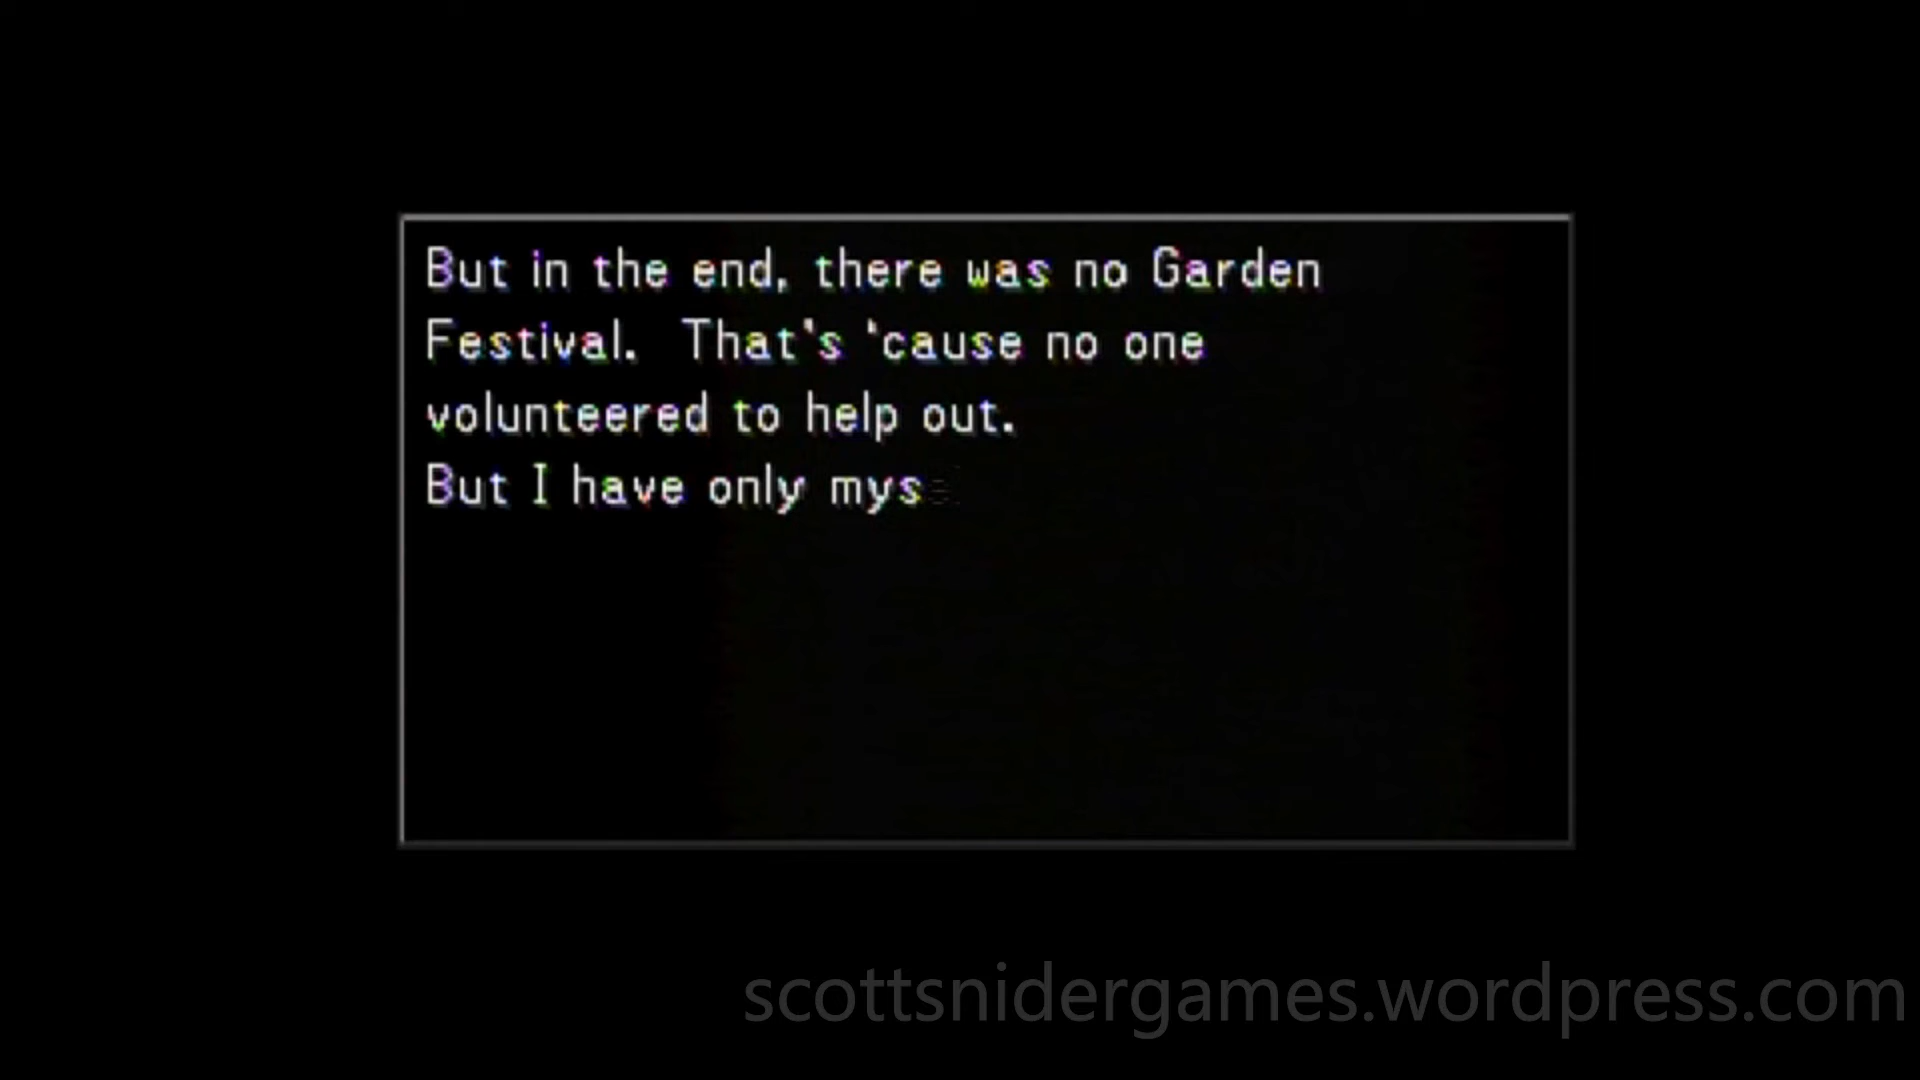 But in the end, there was no Garden
Festival.  That's 'cause no one
volunteered to help out.
But I have only mys
scottsnidergames.wordpress.com